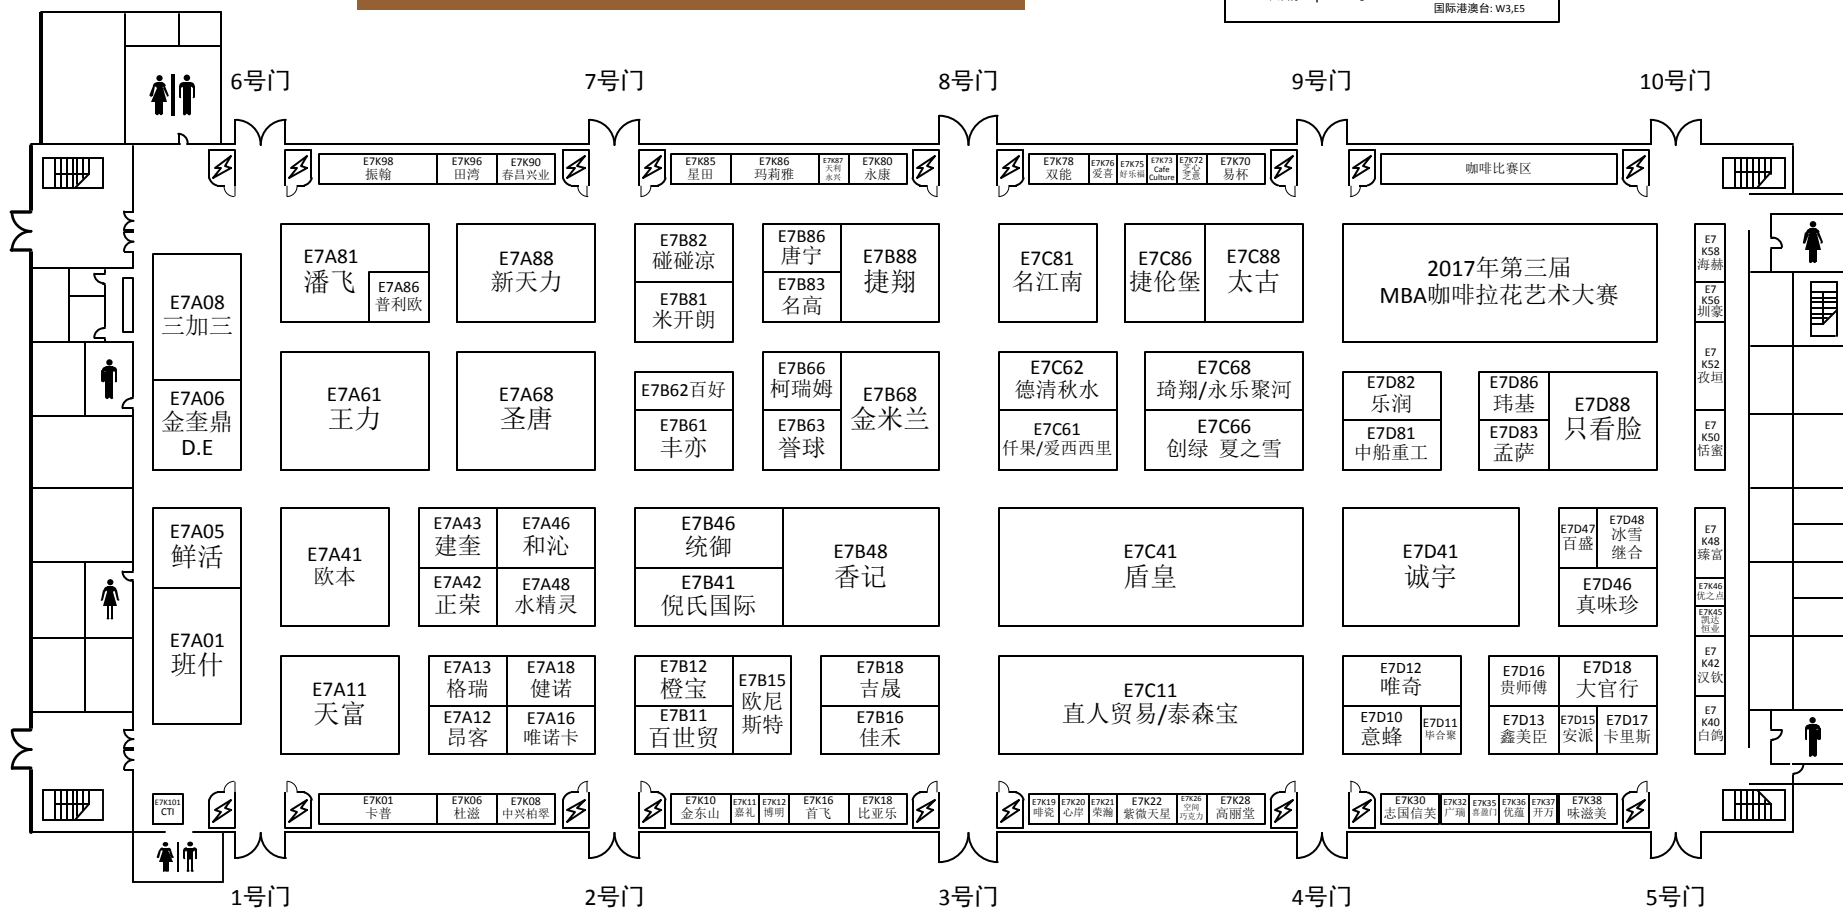 国际港澳台: W3,E5
6号门
7号门
8号门
9号门
10号门
E7K98
振翰
E7K96
田湾
E7K90
春昌兴业
E7K85
星田
E7K86
玛莉雅
E7K87
天利
永兴
E7K80
永康
E7K78
双能
E7K76
爱喜
E7K75
好乐福
E7K73
Cafe
Culture
E7K72
芝心
芝意
E7K70
易杯
咖啡比赛区
E7A08
三加三
E7A06
金奎鼎
D.E
E7A81
潘飞
E7A86
普利欧
E7A88
新天力
E7B82
碰碰凉
E7B81
米开朗
E7B86
唐宁
E7B83
名高
E7B88
捷翔
E7C81
名江南
E7C86
捷伦堡
E7C88
太古
2017年第三届
MBA咖啡拉花艺术大赛
E7
K58
海赫
E7
K56
圳豪
E7
K52
孜垣
E7
K50
恬蜜
E7A61
王力
E7A68
圣唐
E7B62百好
E7B61
丰亦
E7B66
柯瑞姆
E7B63
誉球
E7B68
金米兰
E7C62
德清秋水
E7C61
仟果/爱西西里
E7C68
琦翔/永乐聚河
E7C66
创绿 夏之雪
E7D82
乐润
E7D81
中船重工
E7D86
玮基
E7D83
孟萨
E7D88
只看脸
E7A05
鲜活
E7A01
班什
E7A41
欧本
E7A43
建奎
E7A46
和沁
E7A42
正荣
E7A48
水精灵
E7B46
统御
E7B41
倪氏国际
E7B48
香记
E7C41
盾皇
E7D41
诚宇
E7D47
百盛
E7D48
冰雪
继合
E7D46
真味珍
E7
K48
臻富
E7K46
优之点
E7K45
凯达
恒业
E7
K42
汉钦
E7
K40
白鸽
E7A11
天富
E7A13
格瑞
E7A18
健诺
E7A12
昂客
E7A16
唯诺卡
E7B12
橙宝
E7B11
百世贸
E7B15
欧尼
斯特
E7B18
吉晟
E7B16
佳禾
E7C11
直人贸易/泰森宝
E7D12
唯奇
E7D10
意蜂
E7D11
毕合聚
E7D16
贵师傅
E7D18
大官行
E7D13
鑫美臣
E7D15
安派
E7D17
卡里斯
E7K101
CTI
E7K01
卡普
E7K06
杜滋
E7K08
中兴柏翠
E7K10
金东山
E7K11
嘉礼
E7K12
博明
E7K16
首飞
E7K18
比亚乐
E7K19
啡瓷
E7K20
心岸
E7K21
荣瀚
E7K22
紫微天星
E7K26
空间
巧克力
E7K28
高丽堂
E7K30
志国信美
E7K32
广瑞
E7K35
喜盈门
E7K36
优蕴
E7K37
开万
E7K38
味滋美
1号门
2号门
3号门
4号门
5号门